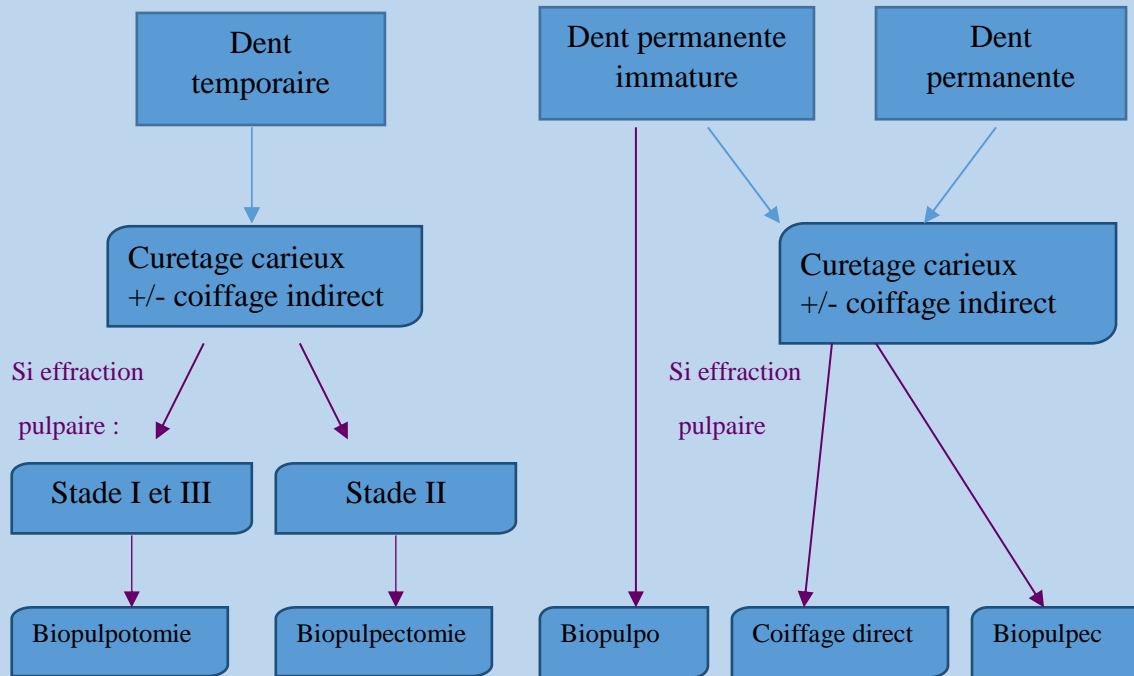 Dent
temporaire
Dent permanente
immature
Dent
permanente
Curetage carieux
+/- coiffage indirect
Curetage carieux
+/- coiffage indirect
Si effraction
pulpaire :
Si effraction
pulpaire
Stade I et III
Stade II
Biopulpotomie
Biopulpectomie
Biopulpo
Coiffage direct
Biopulpec